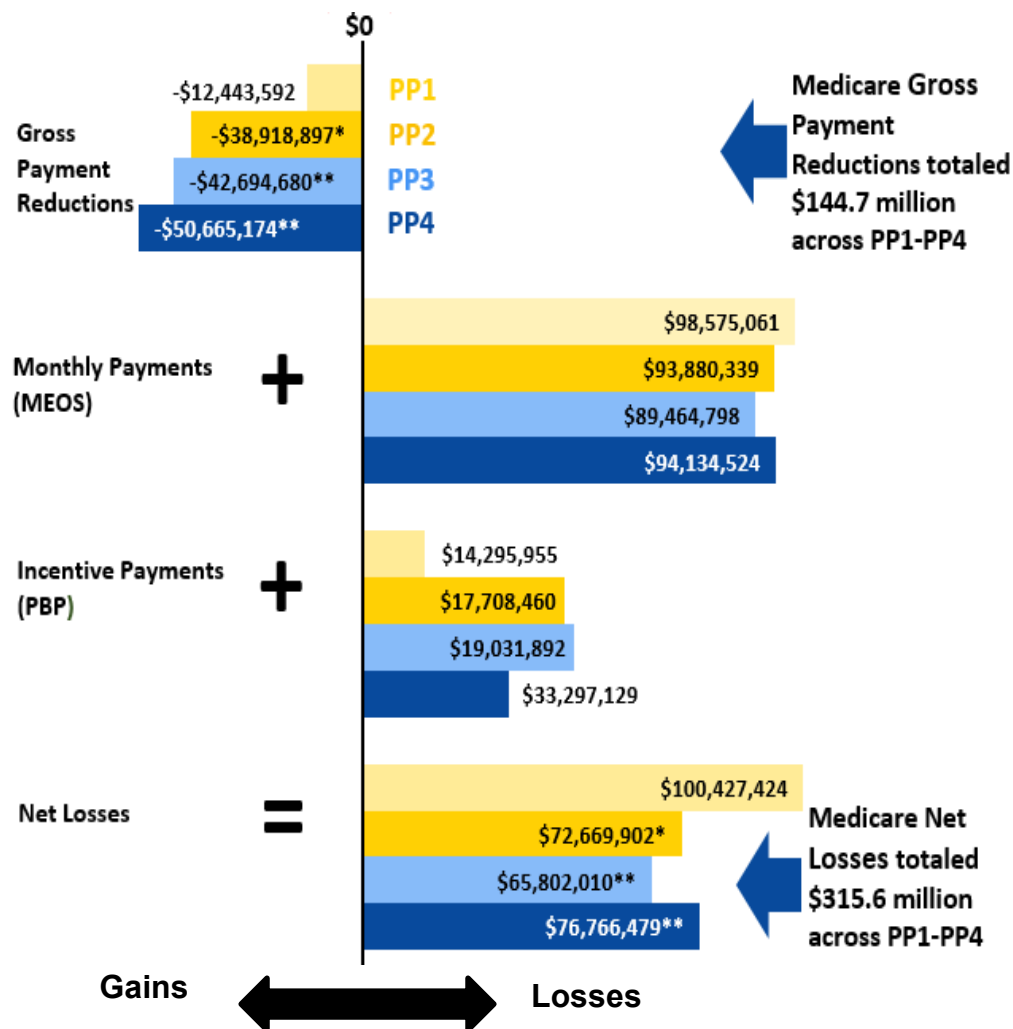 $0
-$12,443,592
PP1
Gross
Payment
Reductions
-$38,918,897*
PP2
-$42,694,680**
PP3
-$50,665,174**
PP4
Medicare Gross
Payment
Reductions totaled
$144.7 million
across PP1-PP4
Monthly Payments
(MEOS)
+
$98,575,061
$93,880,339
$89,464,798
$94,134,524
Incentive Payments
(PBP)
+
$14,295,955
$17,708,460
$19,031,892
$33,297,129
Net Losses
=
$100,427,424
$72,669,902*
$65,802,010**
$76,766,479**
Medicare Net
Losses totaled
$315.6 million
across PP1-PP4
Gains
Losses